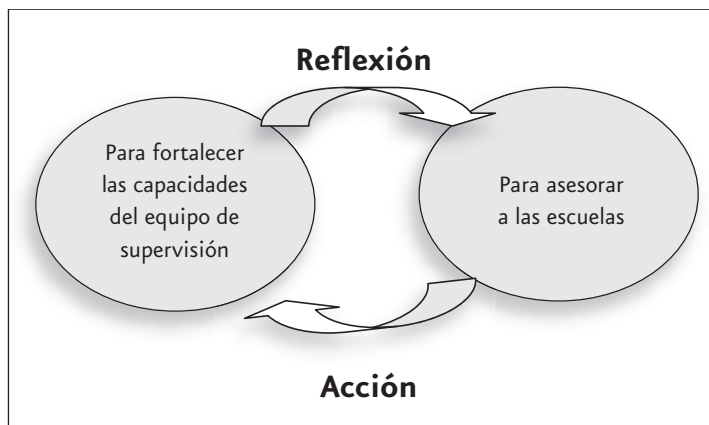 Reflexión
Para fortalecer
las capacidades
del equipo de
supervisión
Para asesorar
a las escuelas
Acción